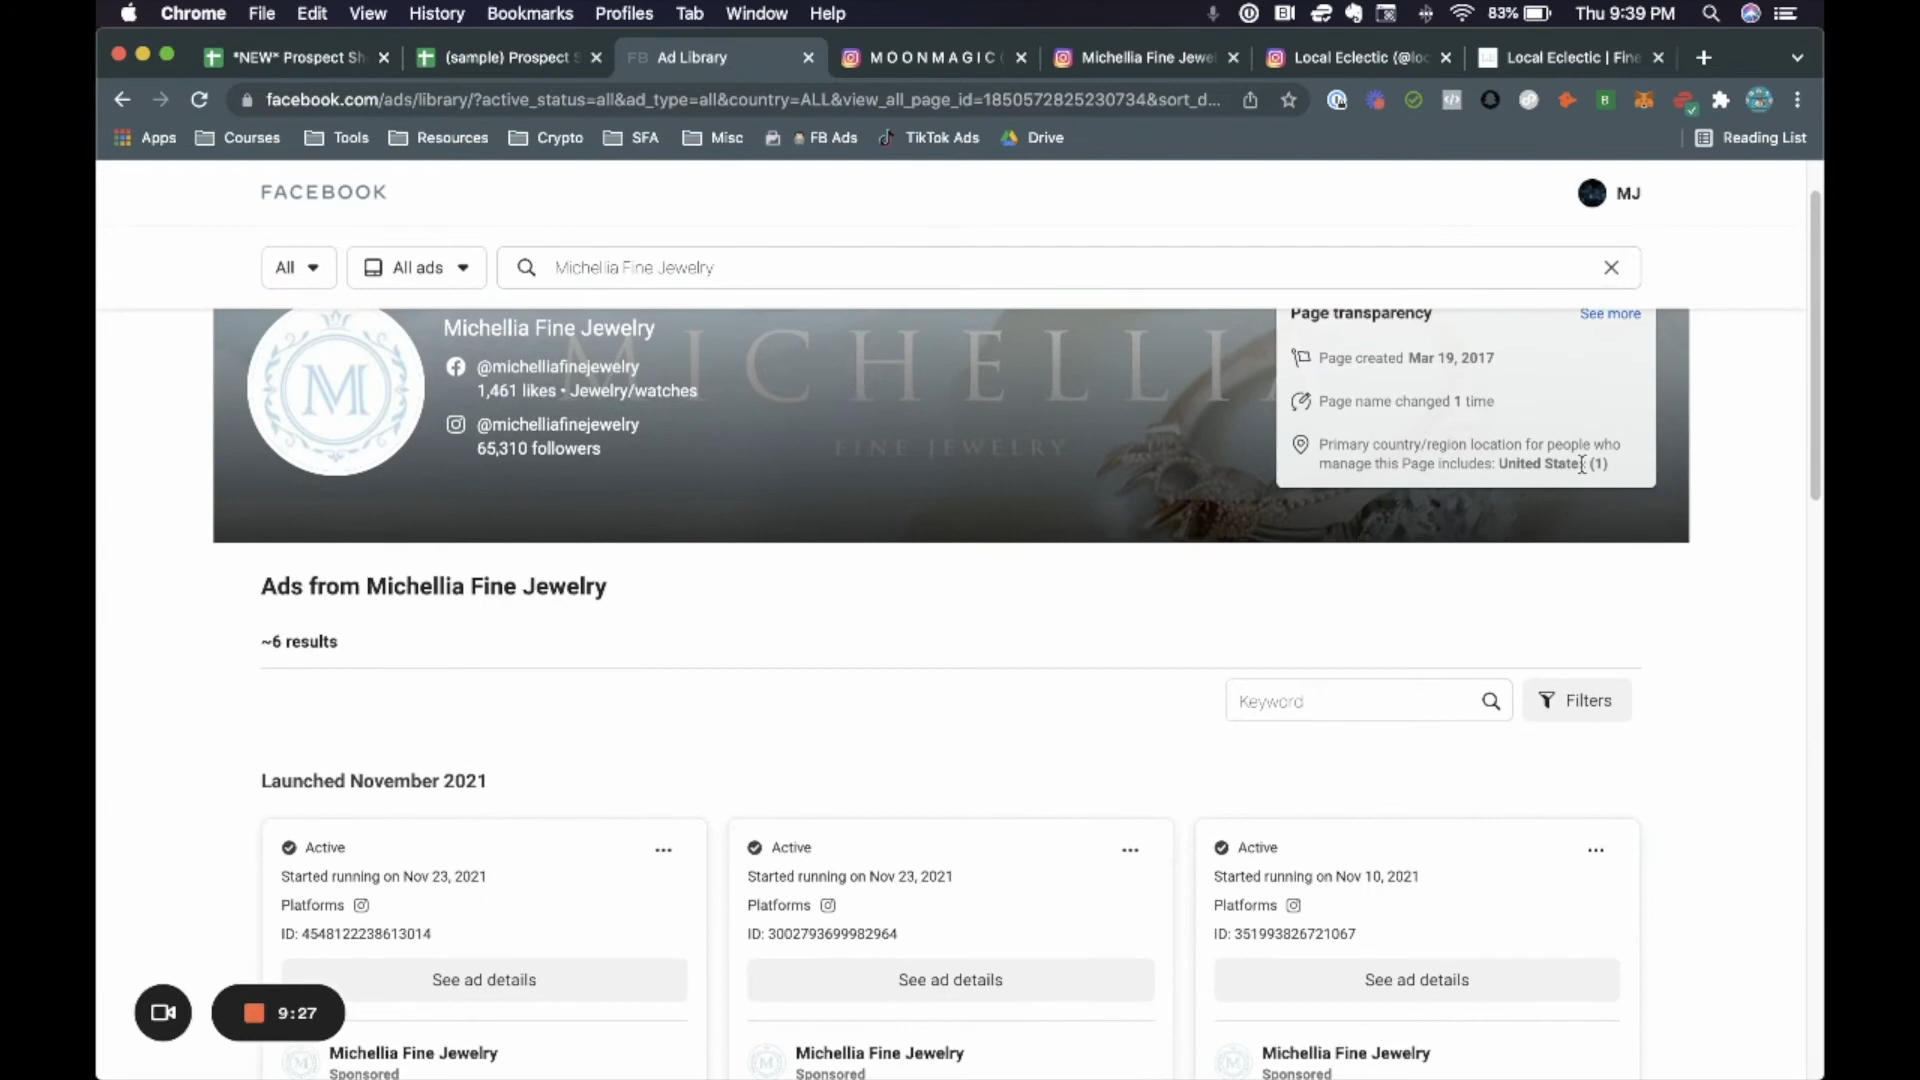 Chrome File Edit View History Bookmarks Profiles Tab Window Help 83% Thu 9:39 PM
*NEW* Prospect Sh (sample) Prospect S FB Ad Library M O O N M A G I C Michellia Fine Jewel Local Eclectic (@loc Local Eclectic | Fine
facebook.com/ads/library/?active_status=all&ad_type=all&country=ALL&view_all_page_id=1850572825230734&sort_d...
Apps Courses Tools Resources Crypto SFA Misc FB Ads TikTok Ads Drive Reading List
FACEBOOK MJ
All All ads Michellia Fine Jewelry
Michellia Fine Jewelry
@michelliafinejewelry
1,461 likes • Jewelry/watches
@michelliafinejewelry
65,310 followers
M
MICHELLIA
FINE JEWELRY
Page transparency See more
Page created Mar 19, 2017
Page name changed 1 time
Primary country/region location for people who
manage this Page includes: United States (1)
Ads from Michellia Fine Jewelry
~6 results
Keyword Filters
Launched November 2021
Active
Started running on Nov 23, 2021
Platforms
ID: 4548122238613014
See ad details
Michellia Fine Jewelry
Sponsored
Active
Started running on Nov 23, 2021
Platforms
ID: 3002793699982964
See ad details
Michellia Fine Jewelry
Sponsored
Active
Started running on Nov 10, 2021
Platforms
ID: 351993826721067
See ad details
Michellia Fine Jewelry
Sponsored
9:27